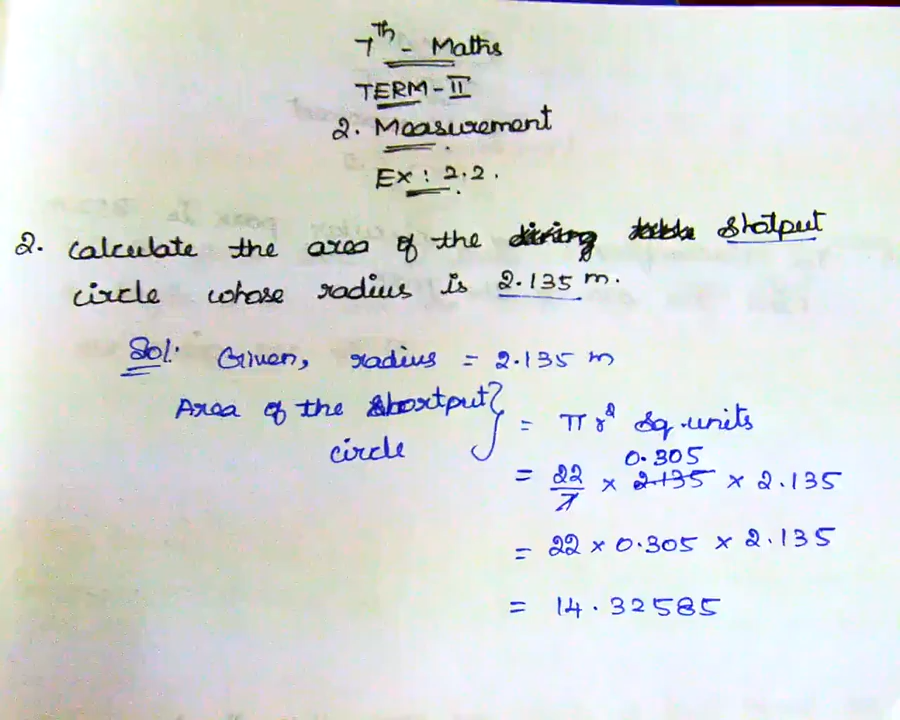 7th - Maths
TERM-II
2. Measurement
Ex: 2.2.
2. Calculate the area of the dining table Shotput
circle whose radius is 2.135 m.
Sol: Given, radius = 2.135 m
Area of the Shortput
circle } = πr² sq.units
= 22/7 × 2.135 0.305 × 2.135
= 22 × 0.305 × 2.135
= 14.32585